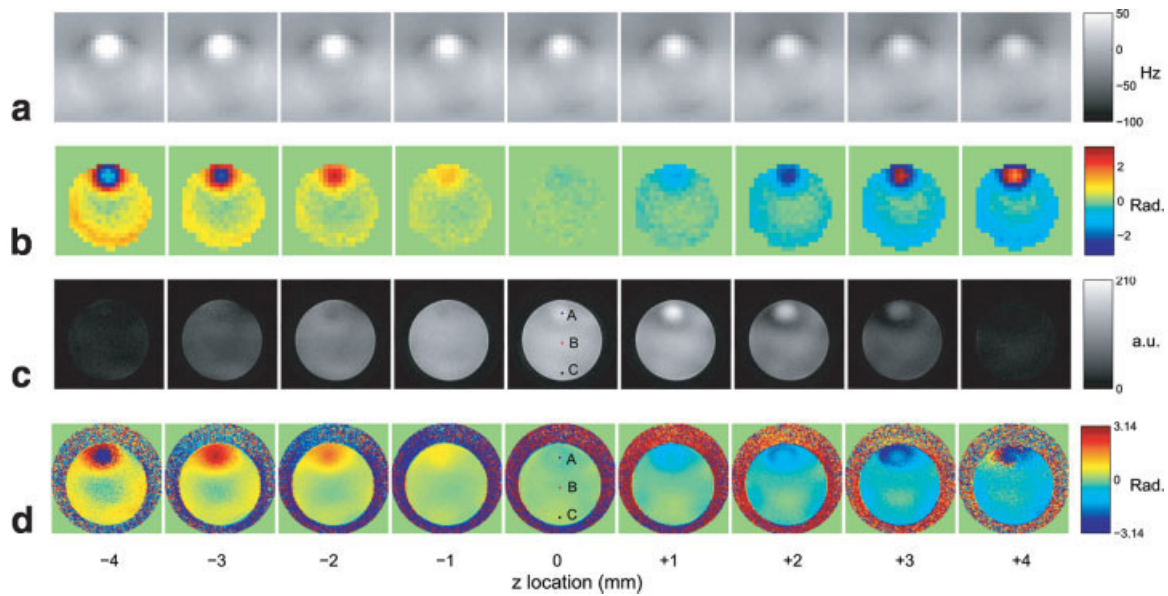 50
0
Hz
−50
−100
a
2
0
Rad.
−2
b
210
A
B
a.u.
C
0
c
3.14
A
0
B
Rad.
C
−3.14
d
−4 −3 −2 −1 0 +1 +2 +3 +4
z location (mm)